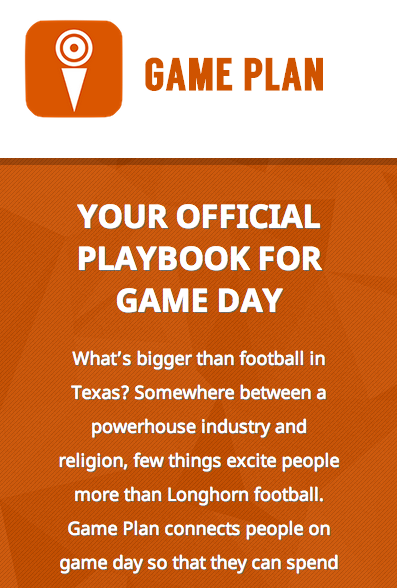 GAME PLAN
YOUR OFFICIAL
PLAYBOOK FOR
GAME DAY
What's bigger than football in
Texas? Somewhere between a
powerhouse industry and
religion, few things excite people
more than Longhorn football.
Game Plan connects people on
game day so that they can spend